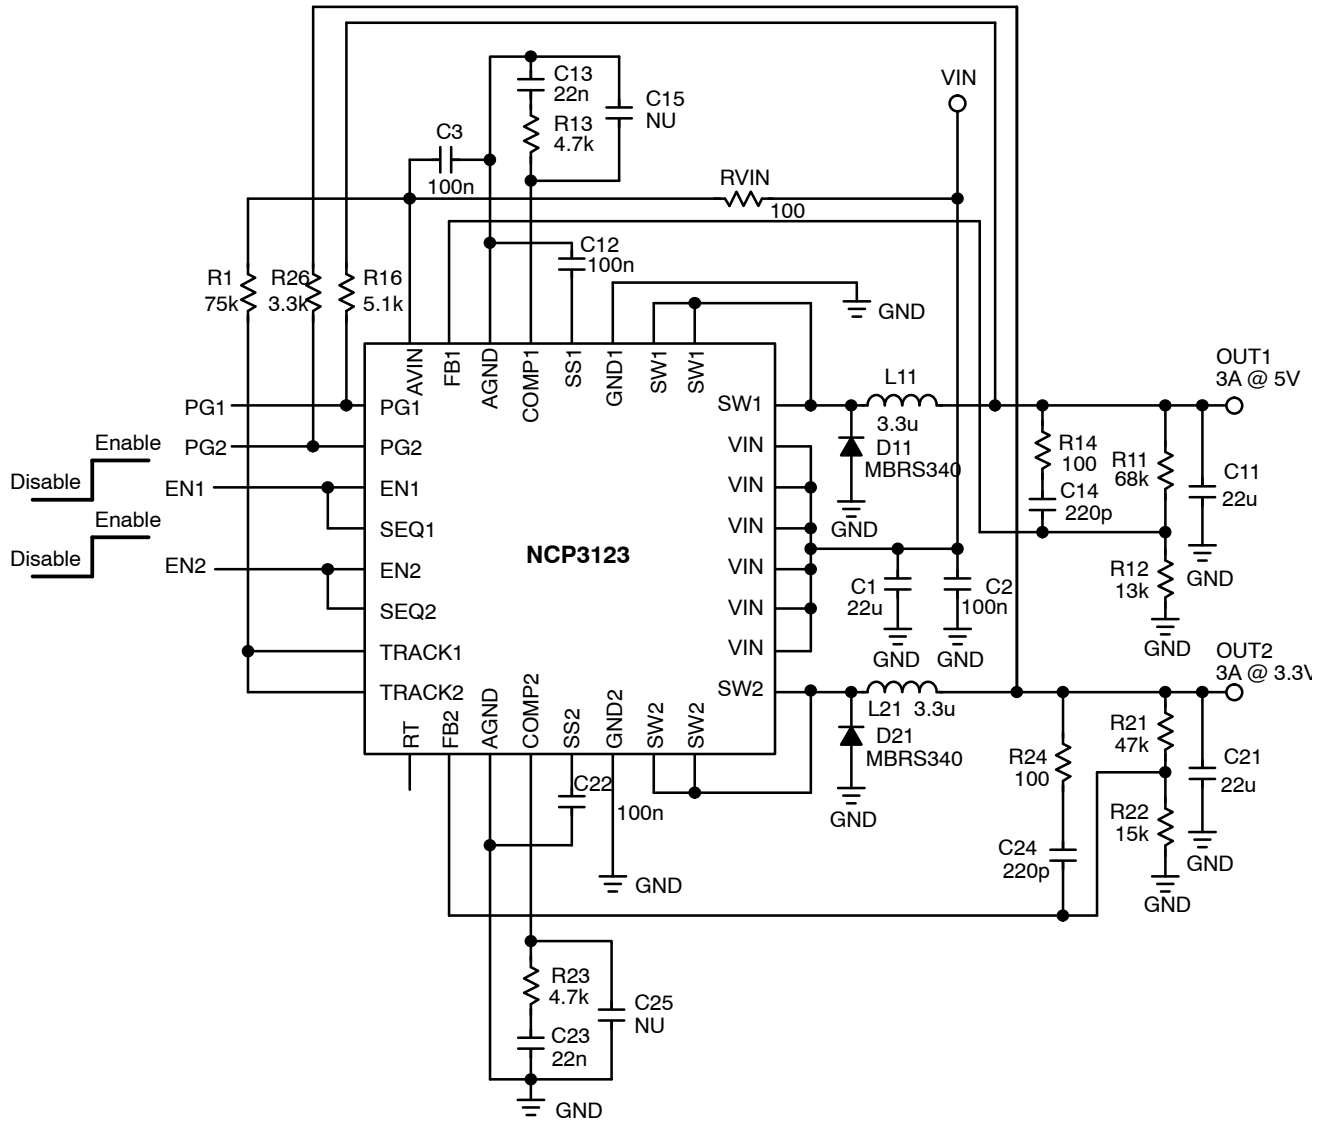 C13
22n
C15
NU
R13
4.7k
VIN
C3
100n
RVIN
100
C12
100n
R1
75k
R26
3.3k
R16
5.1k
GND
AVIN
FB1
AGND
COMP1
SS1
GND1
SW1
SW1
OUT1
3A @ 5V
L11
3.3u
PG1
PG1
SW1
D11
MBRS340
GND
R14
100
R11
68k
C11
22u
C14
220p
PG2
PG2
VIN
Enable
Disable
EN1
EN1
VIN
SEQ1
VIN
Enable
Disable
NCP3123
EN2
EN2
VIN
SEQ2
VIN
C1
22u
C2
100n
R12
13k
GND
GND
GND
GND
TRACK1
VIN
TRACK2
SW2
OUT2
3A @ 3.3V
L21 3.3u
RT
FB2
AGND
COMP2
SS2
GND2
SW2
SW2
D21
MBRS340
GND
R21
47k
R24
100
C21
22u
C22
100n
R22
15k
C24
220p
GND
GND
GND
R23
4.7k
C25
NU
C23
22n
GND